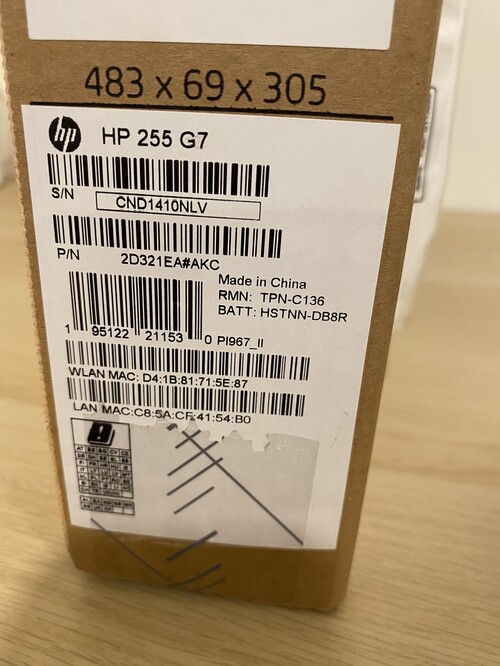 483 x 69 x 305
hp HP 255 G7
S/N
CND1410NLV
P/N 2D321EA#AKC
Made in China
RMN: TPN-C136
BATT: HSTNN-DB8R
1 95122 21153 0 PI967_II
WLAN MAC: D4:1B:81:71:5E:87
LAN MAC:C8:5A:CF:41:54:B0